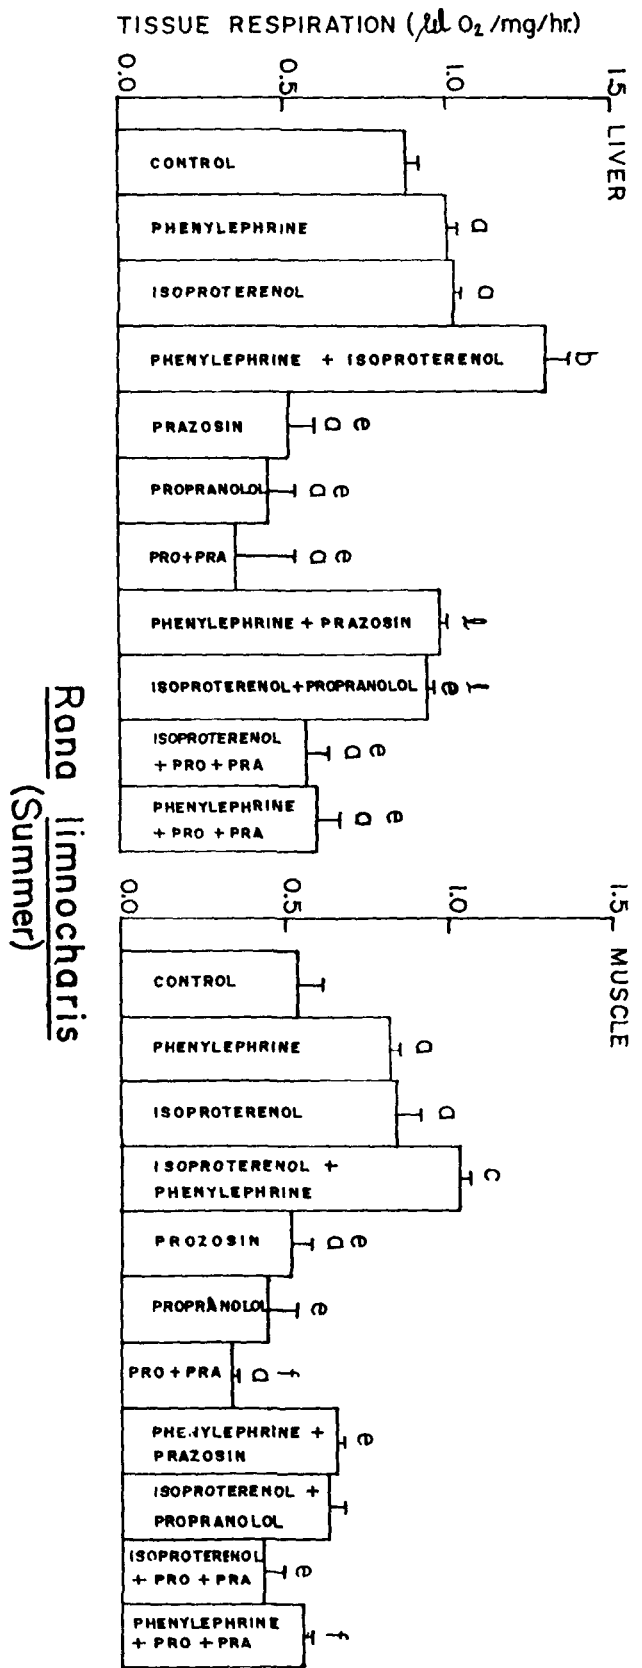 TISSUE RESPIRATION (µl O2/mg/hr.)
0.0 0.5 1.0 1.5
LIVER
CONTROL
PHENYLEPHRINE
a
ISOPROTERENOL
a
PHENYLEPHRINE + ISOPROTERENOL
b
PRAZOSIN
a e
PROPRANOLOL
a e
PRO+PRA
a e
PHENYLEPHRINE + PRAZOSIN
ISOPROTERENOL+PROPRANOLOL
e
ISOPROTERENOL
+ PRO + PRA
a e
PHENYLEPHRINE
+ PRO + PRA
a e
0.0 0.5 1.0 1.5
MUSCLE
CONTROL
PHENYLEPHRINE
a
ISOPROTERENOL
a
ISOPROTERENOL +
PHENYLEPHRINE
c
PROZOSIN
a e
PROPRANOLOL
e
PRO+PRA
a f
PHENYLEPHRINE +
PRAZOSIN
e
ISOPROTERENOL +
PROPRANOLOL
ISOPROTERENOL
+ PRO + PRA
e
PHENYLEPHRINE
+ PRO + PRA
f
Rana limnocharis
(Summer)